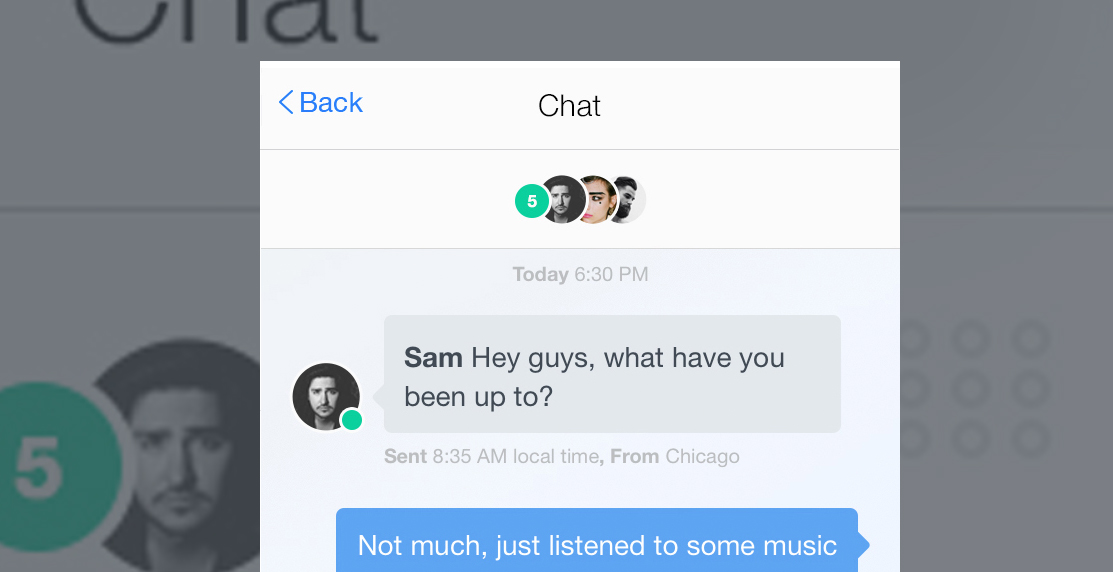 Chat
Back
Chat
5
Today 6:30 PM
Sam Hey guys, what have you
been up to?
Sent 8:35 AM local time, From Chicago
5
Not much, just listened to some music